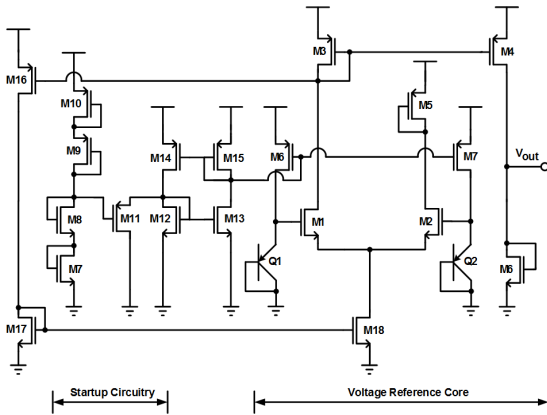 M16
M3
M4
M10
M5
M9
M14
M15
M6
M7
Vout
M8
M11
M12
M13
M1
M2
M7
Q1
Q2
M6
M17
M18
Startup Circuitry
Voltage Reference Core